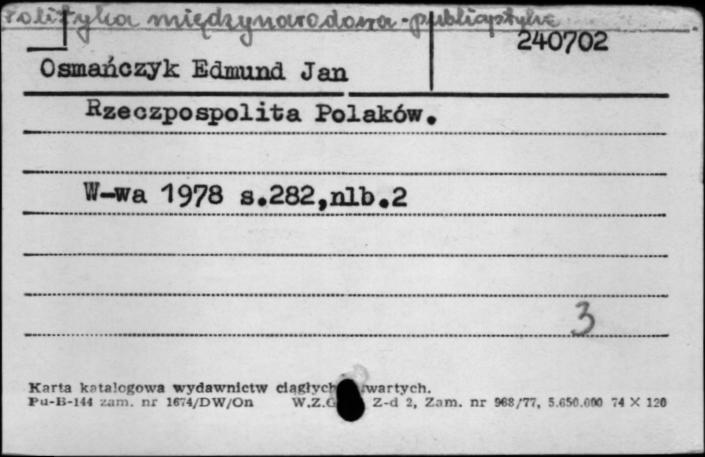 Polityka międzynarodowa - publicystyka
240702
Osmańczyk Edmund Jan
Rzeczpospolita Polaków.
W-wa 1978 s.282,nlb.2
3
Karta katalogowa wydawnictw ciągłych wartych.
Pu-B-144 zam. nr 1674/DW/On W.Z.G Z-d 2, Zam. nr 968/77, 5.650.000 74 X 120